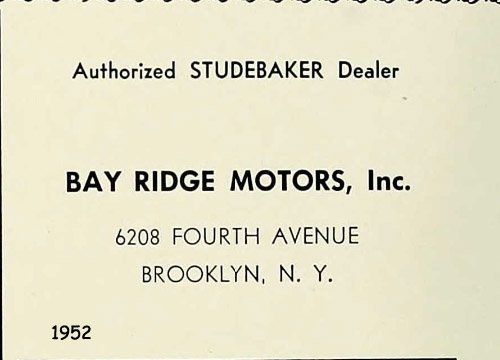 Authorized STUDEBAKER Dealer
BAY RIDGE MOTORS, Inc.
6208 FOURTH AVENUE
BROOKLYN, N. Y.
1952